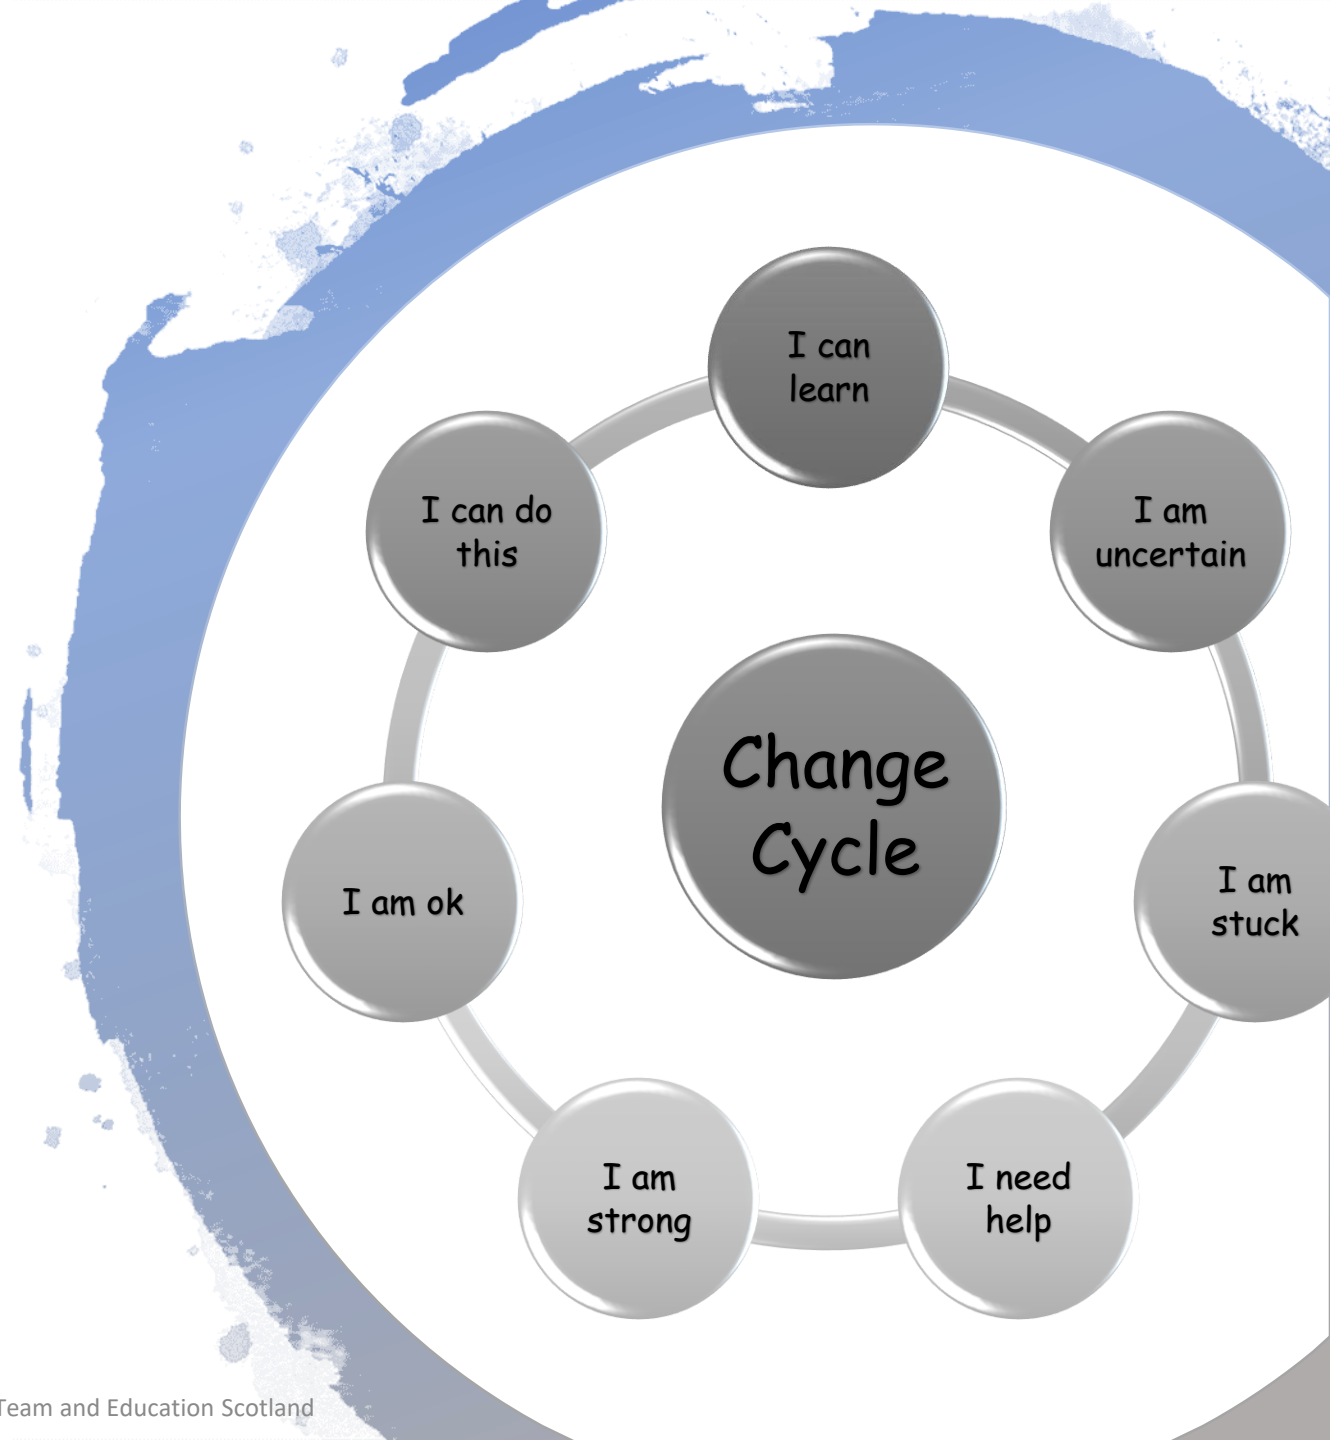 I can
learn
I am
uncertain
I am
stuck
I need
help
I am
strong
I am ok
I can do
this
Change
Cycle
Team and Education Scotland